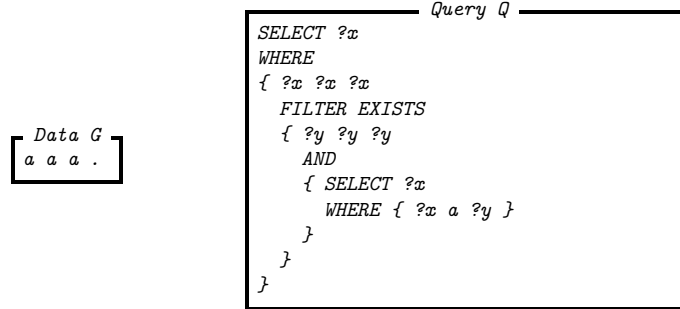 Data G
a a a .
Query Q
SELECT ?x
WHERE
{ ?x ?x ?x
FILTER EXISTS
{ ?y ?y ?y
AND
{ SELECT ?x
WHERE { ?x a ?y }
}
}
}